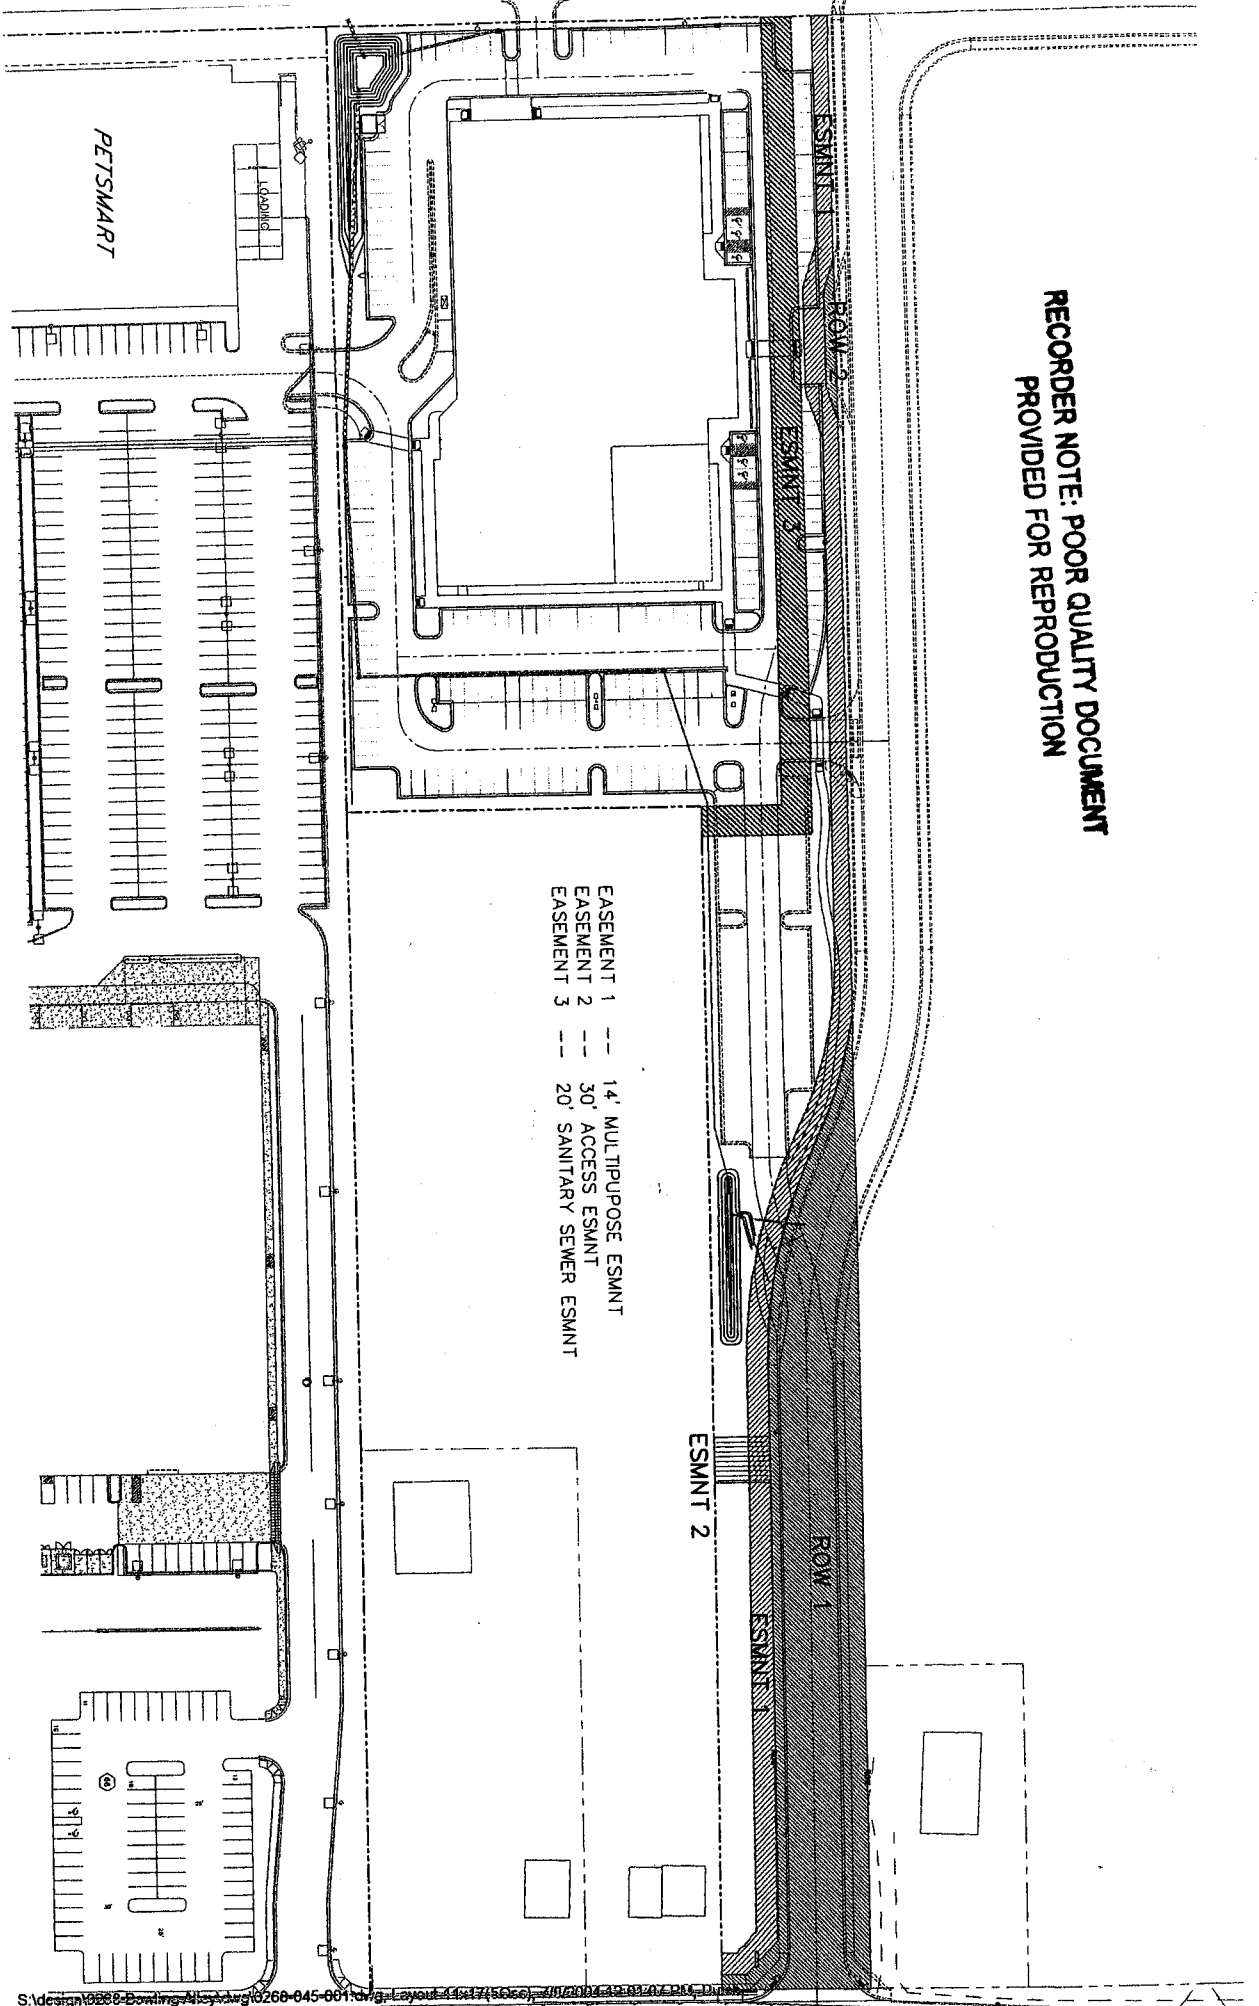 RECORDER NOTE: POOR QUALITY DOCUMENT
PROVIDED FOR REPRODUCTION
ESMNT 1
ROW 2
ESMNT 3
PETSMART
LOADING
EASEMENT 1 -- 14' MULTIPUPOSE ESMNT
EASEMENT 2 -- 30' ACCESS ESMNT
EASEMENT 3 -- 20' SANITARY SEWER ESMNT
ESMNT 2
ROW 1
ESMNT 1